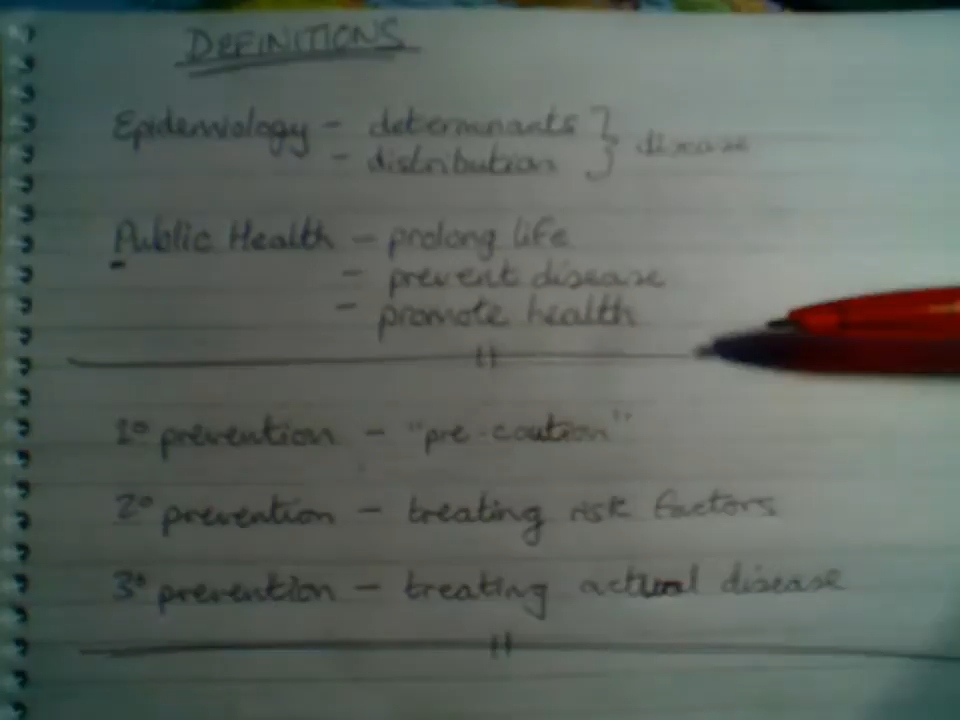 DEFINITIONS
Epidemiology - determinants } disease
- distribution
Public Health - prolong life
- prevent disease
- promote health
1° prevention - "pre-caution"
2° prevention - treating risk factors
3° prevention - treating actual disease